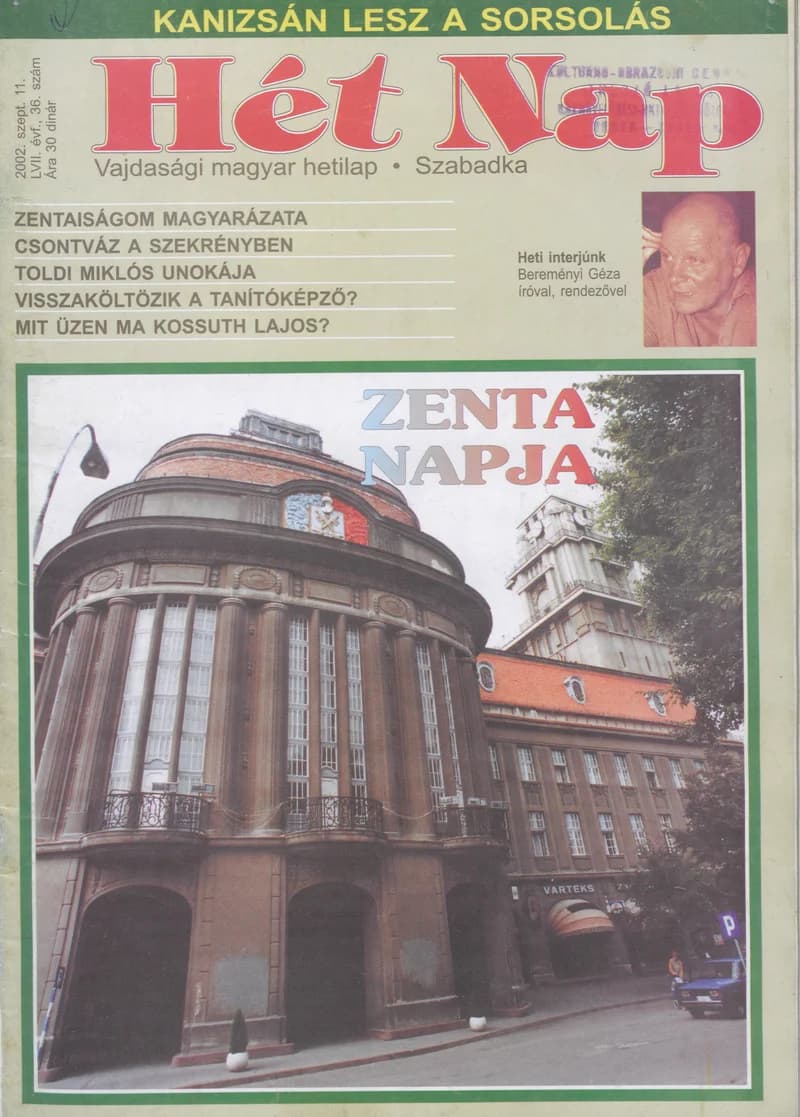 KANIZSÁN LESZ A SORSOLÁS
2002. szept. 11.
LVII. évf., 36. szám
Ára 30 dinár
Hét Nap
Vajdasági magyar hetilap • Szabadka
ZENTAISÁGOM MAGYARÁZATA
CSONTVÁZ A SZEKRÉNYBEN
TOLDI MIKLÓS UNOKÁJA
VISSZAKÖLTÖZIK A TANÍTÓKÉPZŐ?
MIT ÜZEN MA KOSSUTH LAJOS?
Heti interjúnk
Bereményi Géza
íróval, rendezővel
ZENTA
NAPJA
VARTEKS
P